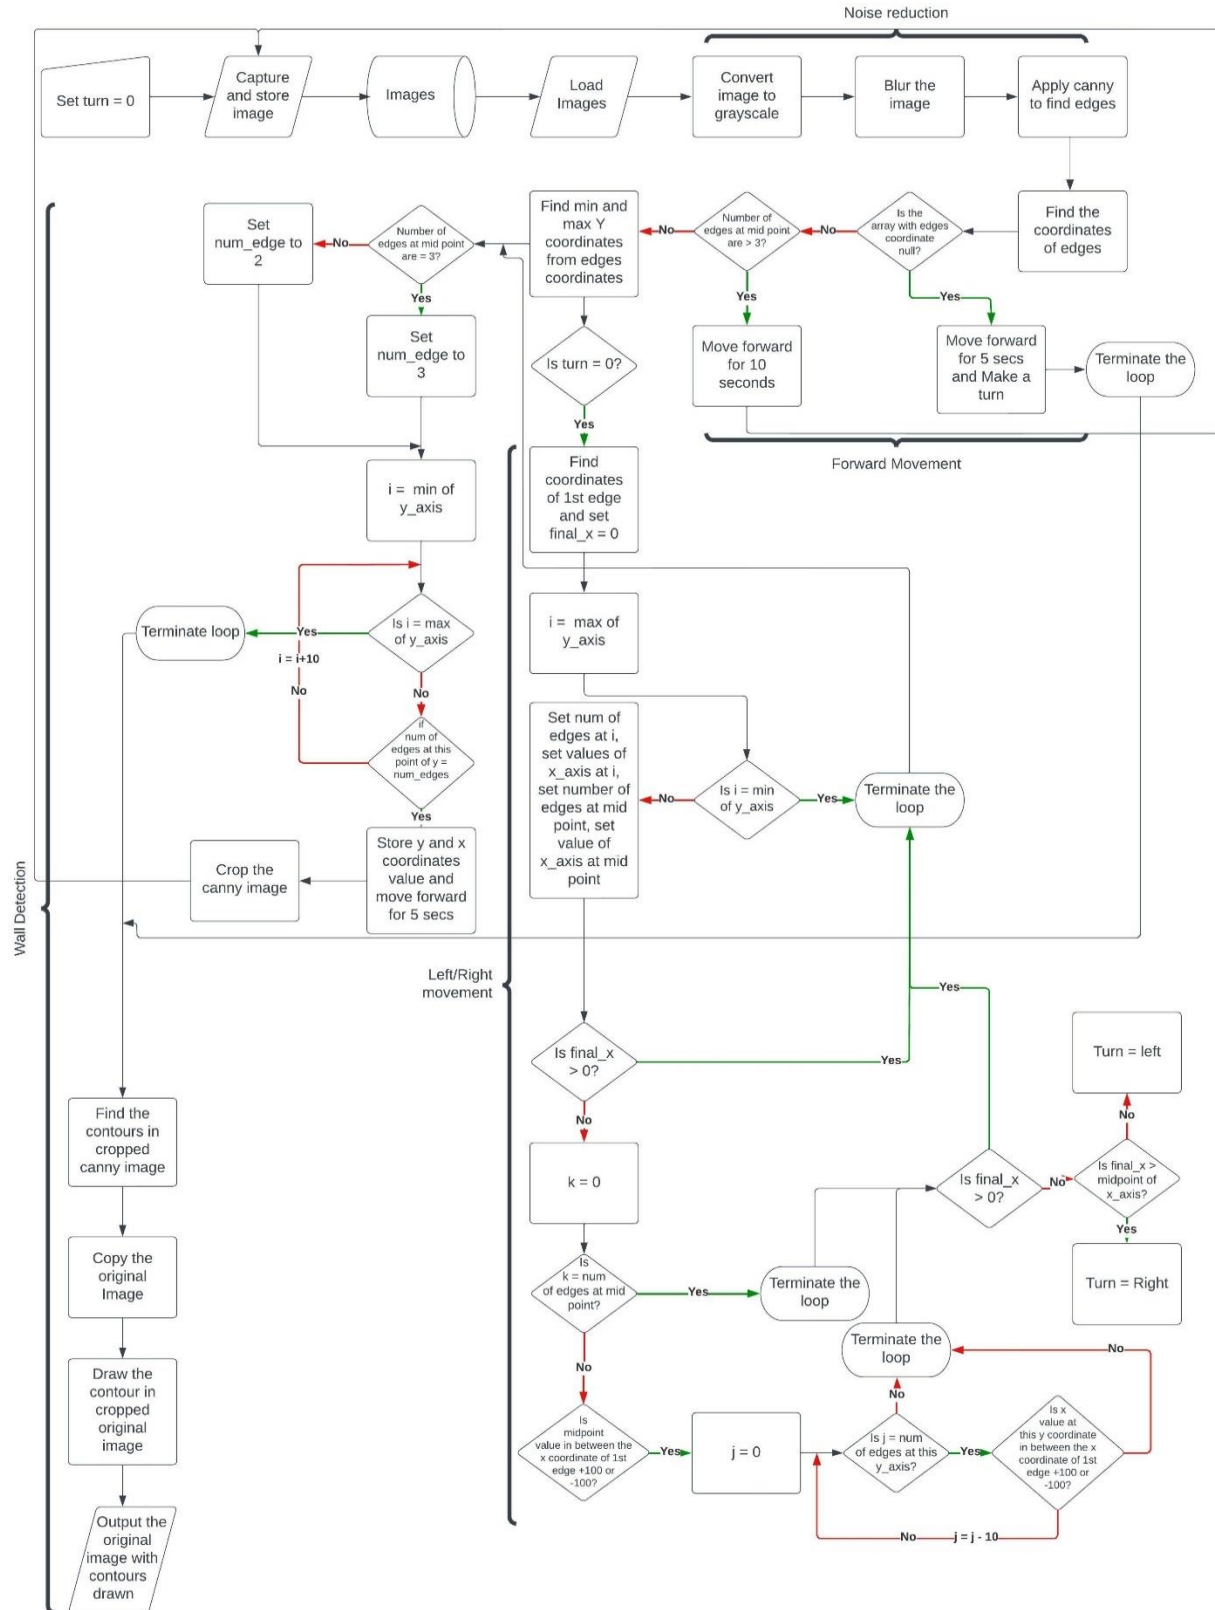 Noise reduction
Set turn = 0
Capture
and store
image
Images
Load
Images
Convert
image to
grayscale
Blur the
image
Apply canny
to find edges
Set
num_edge to
2
No
Number of
edges at mid point
are = 3?
Find min and
max Y
coordinates
from edges
coordinates
No
Number of
edges at mid point
are > 3?
No
Is the
array with edges
coordinate
null?
Find the
coordinates
of edges
Yes
Yes
Yes
Set
num_edge to
3
Is turn = 0?
Move forward
for 10
seconds
Move forward
for 5 secs
and Make a
turn
Terminate the
loop
Yes
Forward Movement
i = min of
y_axis
Find
coordinates
of 1st edge
and set
final_x = 0
Terminate loop
Yes
Is i = max
of y_axis
i = max of
y_axis
i = i+10
No
No
if
num of
edges at this
point of y =
num_edges
Set num of
edges at i,
set values of
x_axis at i,
set number of
edges at mid
point, set
value of
x_axis at mid
point
No
Is i = min
of y_axis
Yes
Terminate the
loop
Yes
Crop the
canny image
Store y and x
coordinates
value and
move forward
for 5 secs
Wall Detection
Left/Right
movement
Yes
Is final_x
> 0?
Yes
Turn = left
No
No
Find the
contours in
cropped
canny image
k = 0
Is final_x
> 0?
No
Is final_x >
midpoint of
x_axis?
Yes
Copy the
original
Image
Is
k = num
of edges at mid
point?
Yes
Terminate the
loop
Turn = Right
Terminate the
loop
No
No
No
Draw the
contour in
cropped
original
image
Is
midpoint
value in between the
x coordinate of 1st
edge +100 or
-100?
Yes
j = 0
Is j = num
of edges at this
y_axis?
Yes
Is x
value at
this y coordinate
in between the x
coordinate of 1st
edge +100 or
-100?
No
j = j - 10
Output the
original
image with
contours
drawn